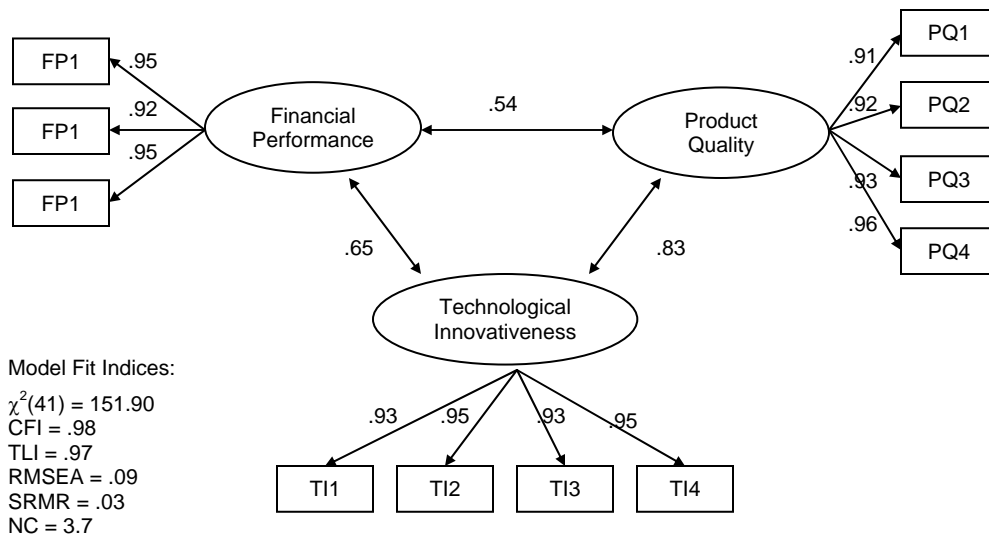 FP1
FP1
FP1
.95
.92
.95
Financial
Performance
.54
Product
Quality
.91
.92
.93
.96
PQ1
PQ2
PQ3
PQ4
.65
.83
Technological
Innovativeness
.93
.95
.93
.95
TI1
TI2
TI3
TI4
Model Fit Indices:
χ²(41) = 151.90
CFI = .98
TLI = .97
RMSEA = .09
SRMR = .03
NC = 3.7